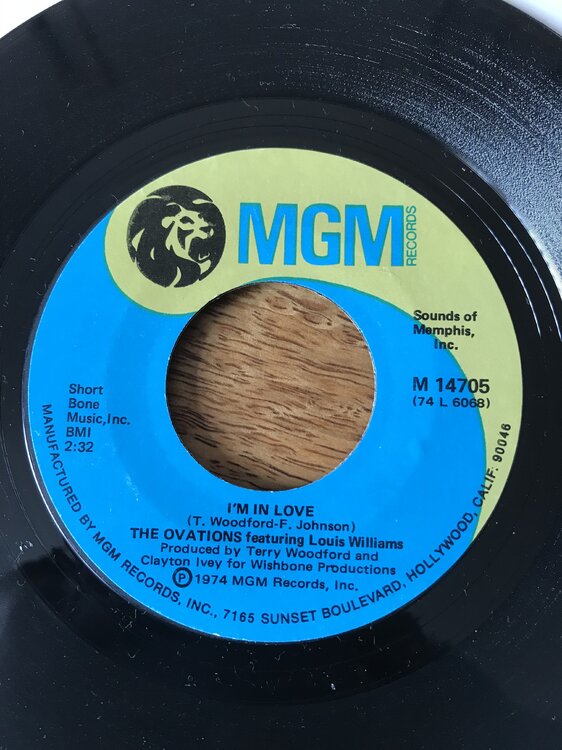 MGM
RECORDS
Sounds of
Memphis,
Inc.
M 14705
(74 L 6068)
Short
Bone
Music,Inc.
BMI
2:32
I'M IN LOVE
(T. Woodford-F. Johnson)
THE OVATIONS featuring Louis Williams
Produced by Terry Woodford and
Clayton Ivey for Wishbone Productions
Ⓟ1974 MGM Records, Inc.
MANUFACTURED BY MGM RECORDS, INC., 7165 SUNSET BOULEVARD, HOLLYWOOD, CALIF. 90046